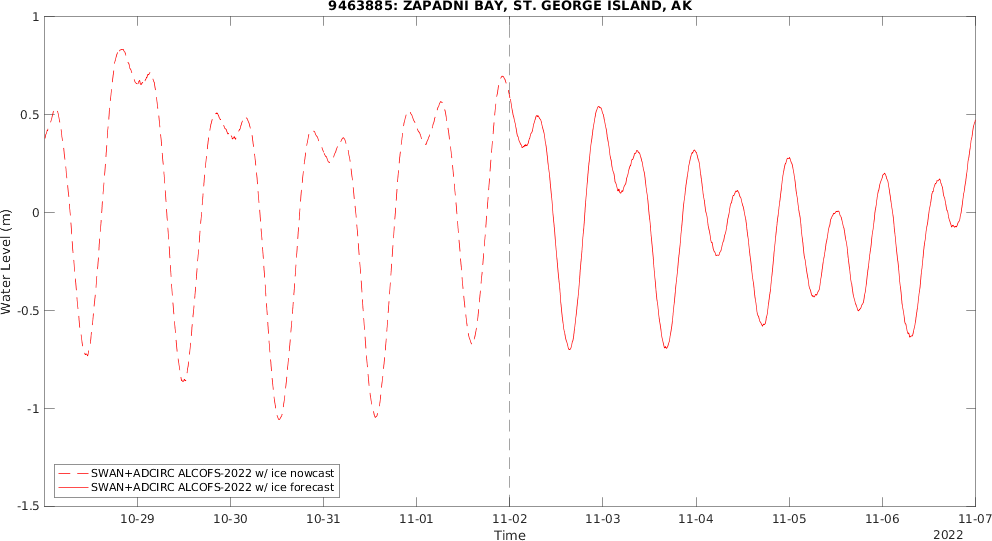 9463885: ZAPADNI BAY, ST. GEORGE ISLAND, AK
1
0.5
0
-0.5
-1
-1.5
Water Level (m)
SWAN+ADCIRC ALCOFS-2022 w/ ice nowcast
SWAN+ADCIRC ALCOFS-2022 w/ ice forecast
10-29 10-30 10-31 11-01 11-02 11-03 11-04 11-05 11-06 11-07
Time
2022